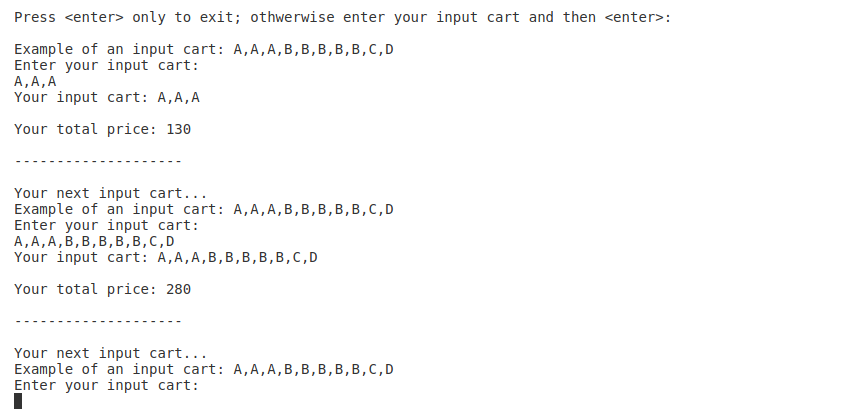 Press <enter> only to exit; othwerwise enter your input cart and then <enter>:
Example of an input cart: A,A,A,B,B,B,B,B,C,D
Enter your input cart:
A,A,A
Your input cart: A,A,A
Your total price: 130
--------------------
Your next input cart...
Example of an input cart: A,A,A,B,B,B,B,B,C,D
Enter your input cart:
A,A,A,B,B,B,B,B,C,D
Your input cart: A,A,A,B,B,B,B,B,C,D
Your total price: 280
--------------------
Your next input cart...
Example of an input cart: A,A,A,B,B,B,B,B,C,D
Enter your input cart: